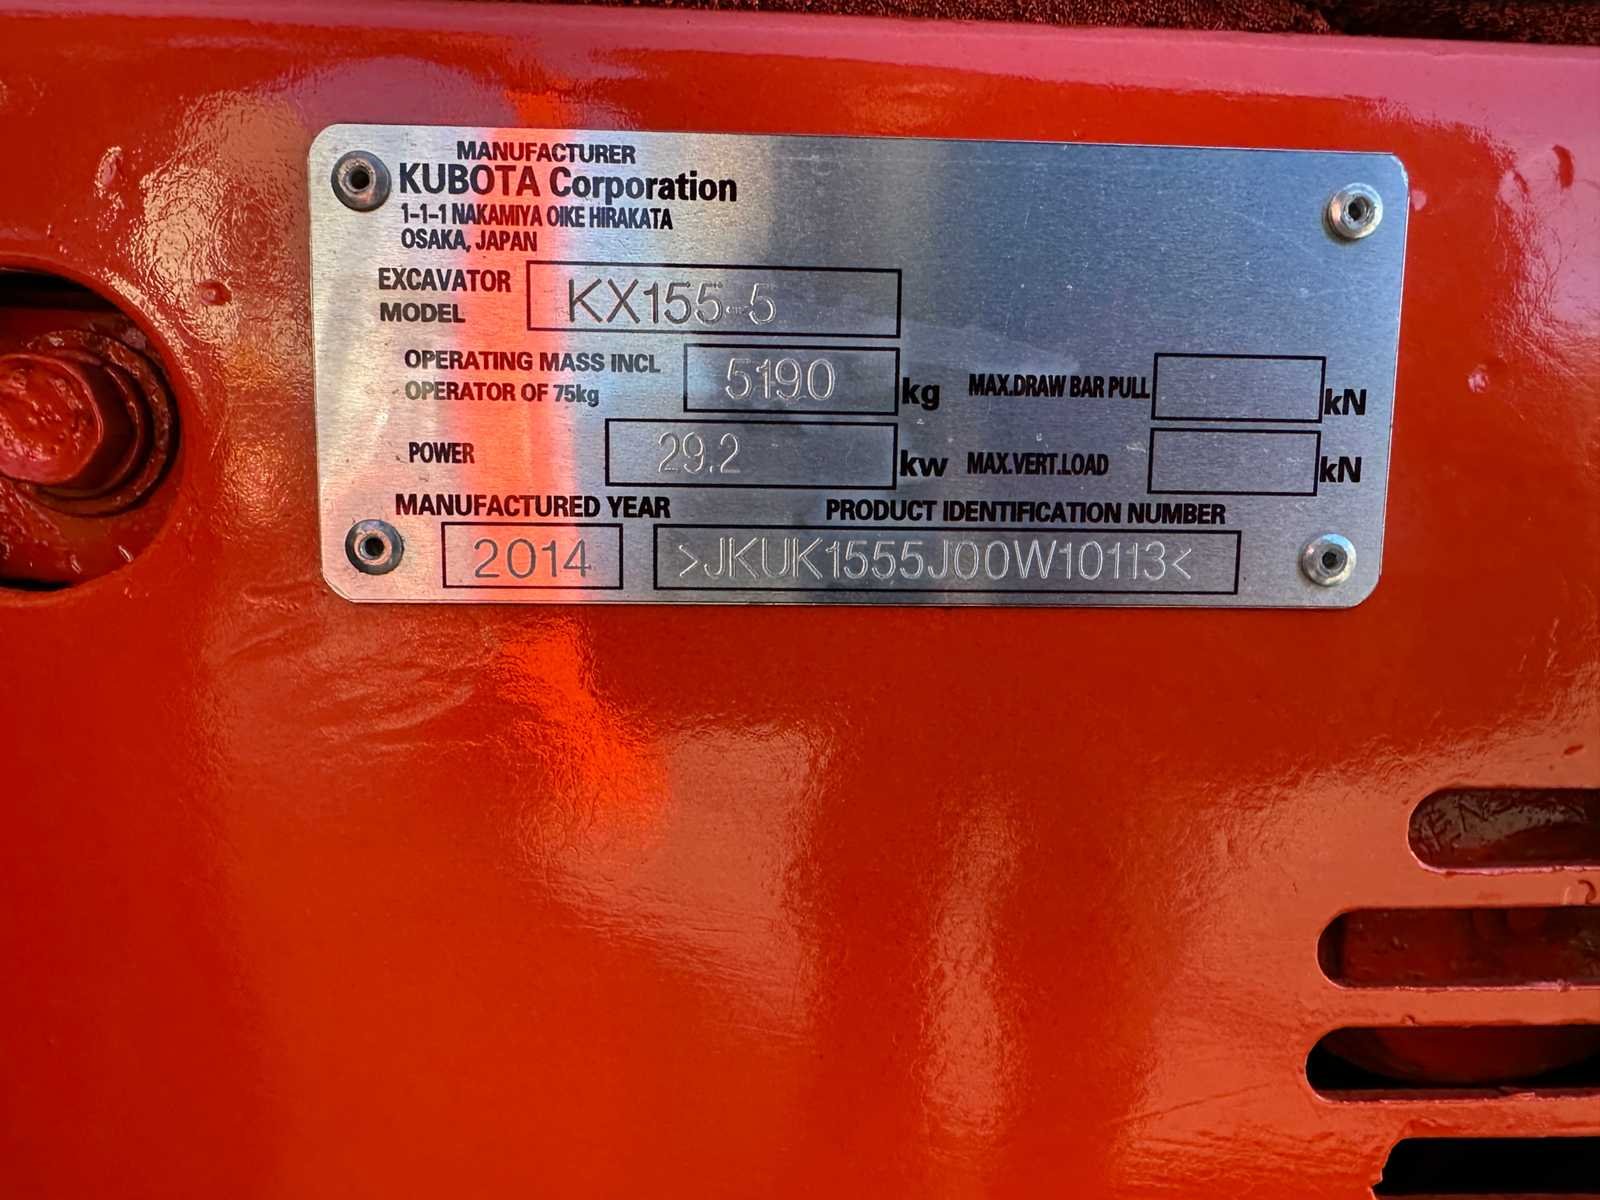 MANUFACTURER
KUBOTA Corporation
1-1-1 NAKAMIYA OIKE HIRAKATA
OSAKA, JAPAN
EXCAVATOR MODEL KX155-5
OPERATING MASS INCL OPERATOR OF 75kg 5190 kg
MAX.DRAW BAR PULL kN
POWER 29.2 kw
MAX.VERT.LOAD kN
MANUFACTURED YEAR
2014
PRODUCT IDENTIFICATION NUMBER
>JKUK1555J00W10113<